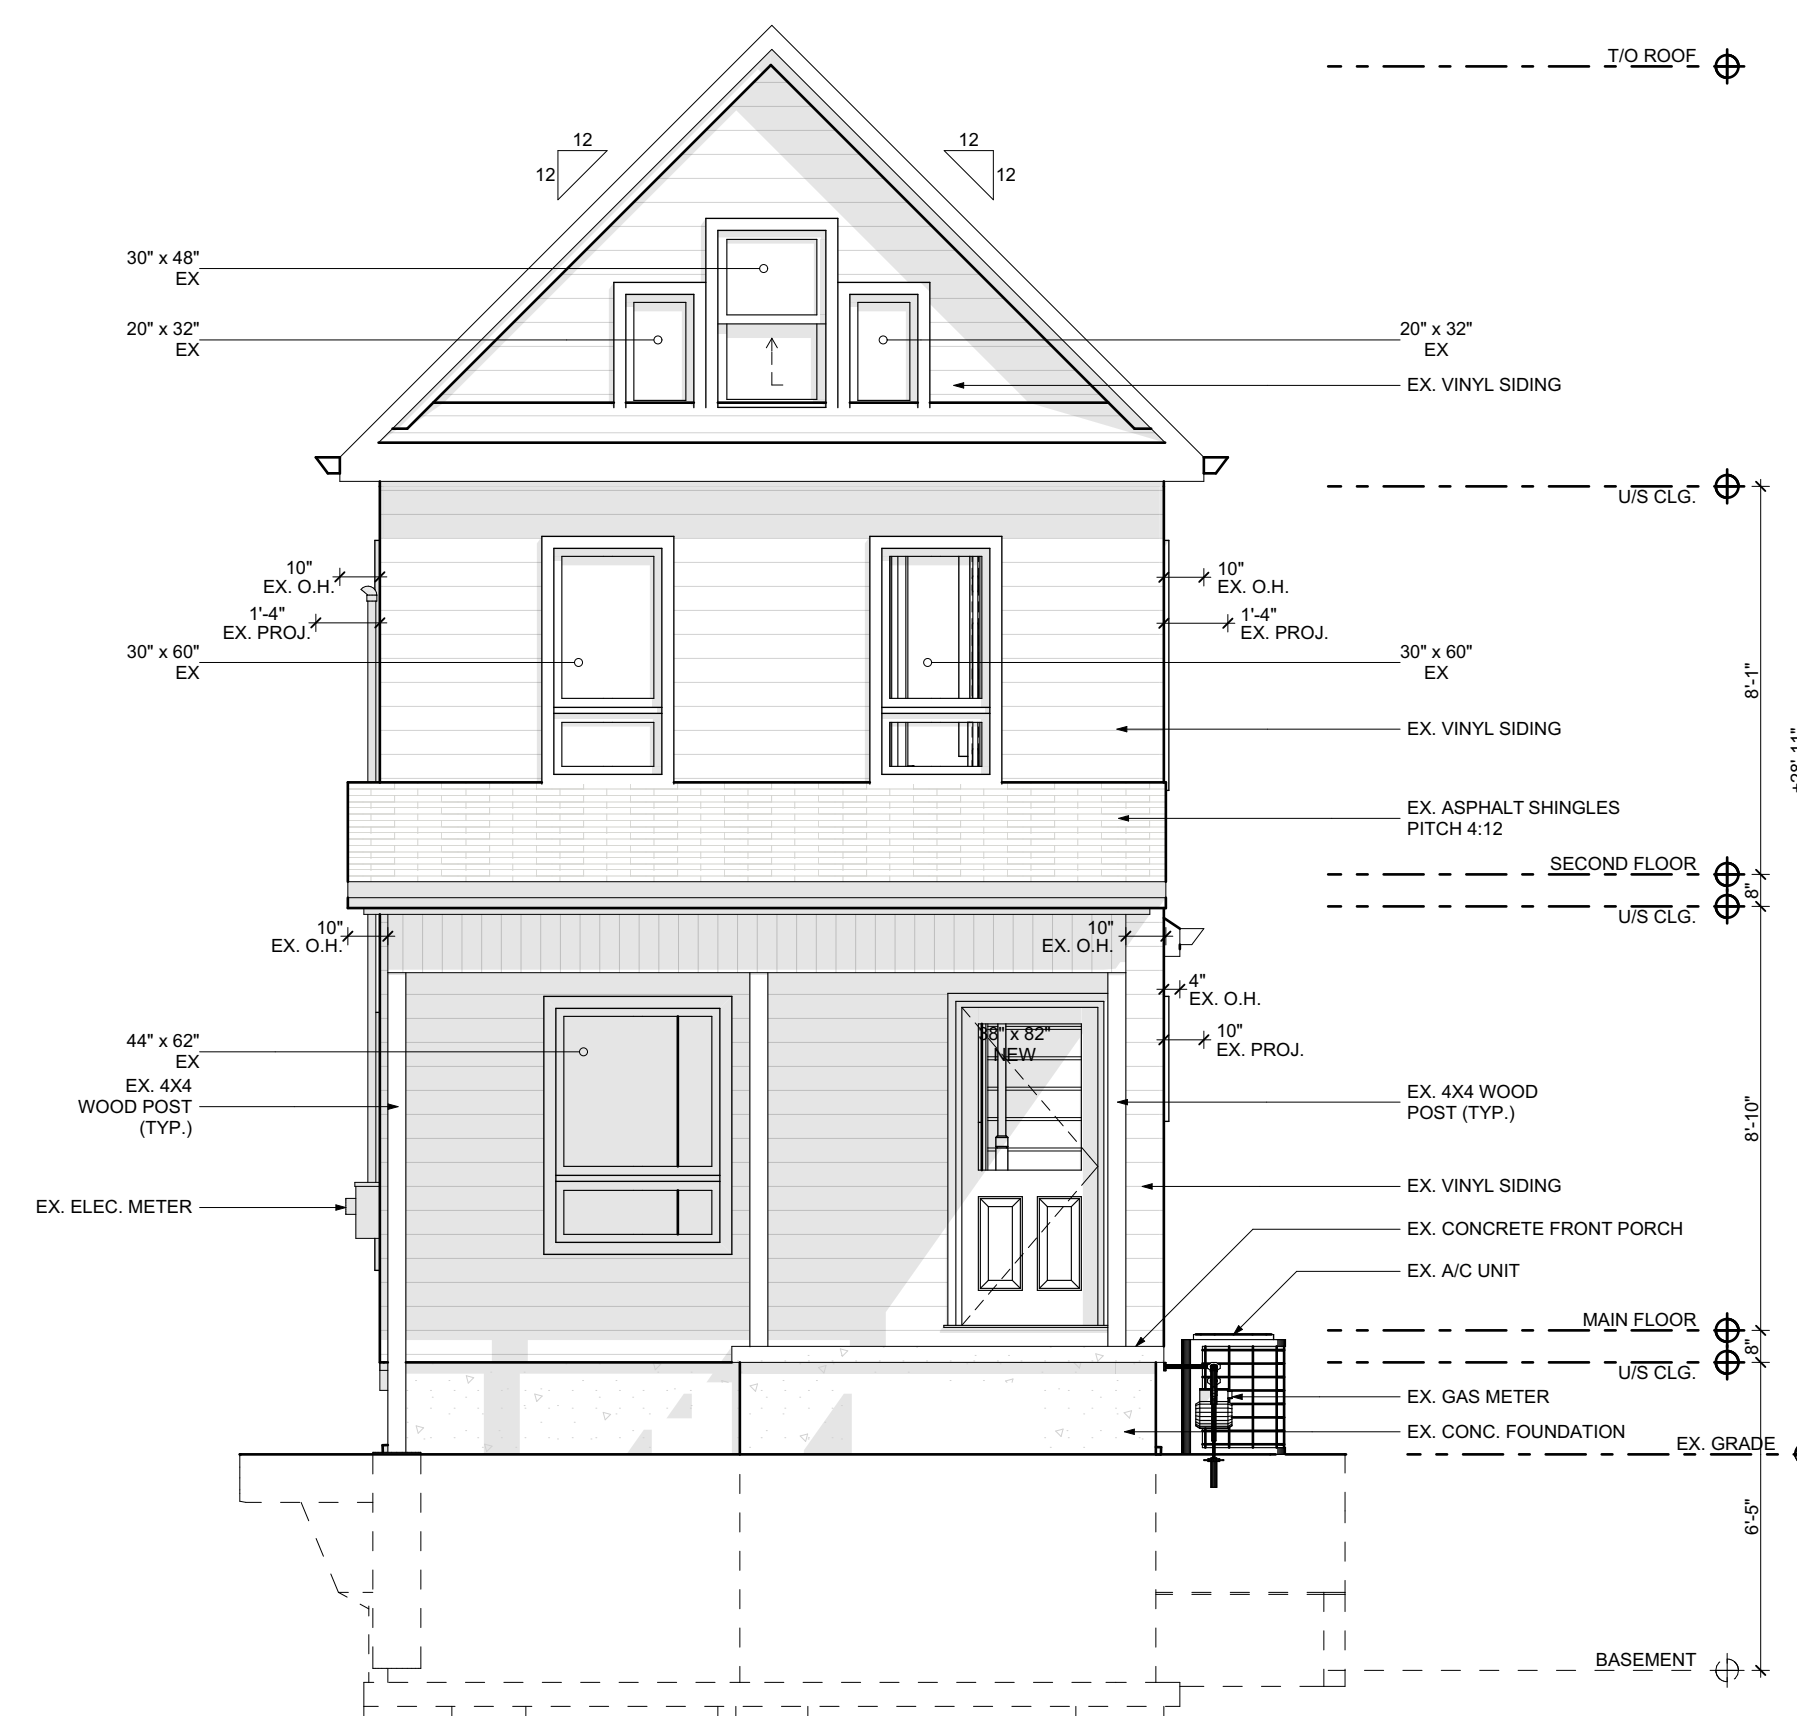 T/O ROOF
12
12
12
12
30" x 48"
EX
20" x 32"
EX
20" x 32"
EX
EX. VINYL SIDING
U/S CLG.
10"
EX. O.H.
10"
EX. O.H.
1'-4"
EX. PROJ.
1'-4"
EX. PROJ.
30" x 60"
EX
30" x 60"
EX
8'-1"
EX. VINYL SIDING
EX. ASPHALT SHINGLES
PITCH 4:12
SECOND FLOOR
8"
U/S CLG.
10"
EX. O.H.
10"
EX. O.H.
4"
EX. O.H.
44" x 62"
EX
38" x 82"
NEW
10"
EX. PROJ.
EX. 4X4
WOOD POST
(TYP.)
EX. 4X4 WOOD
POST (TYP.)
8'-10"
EX. VINYL SIDING
EX. ELEC. METER
EX. CONCRETE FRONT PORCH
EX. A/C UNIT
MAIN FLOOR
8"
U/S CLG.
EX. GAS METER
EX. CONC. FOUNDATION
EX. GRADE
6'-5"
BASEMENT